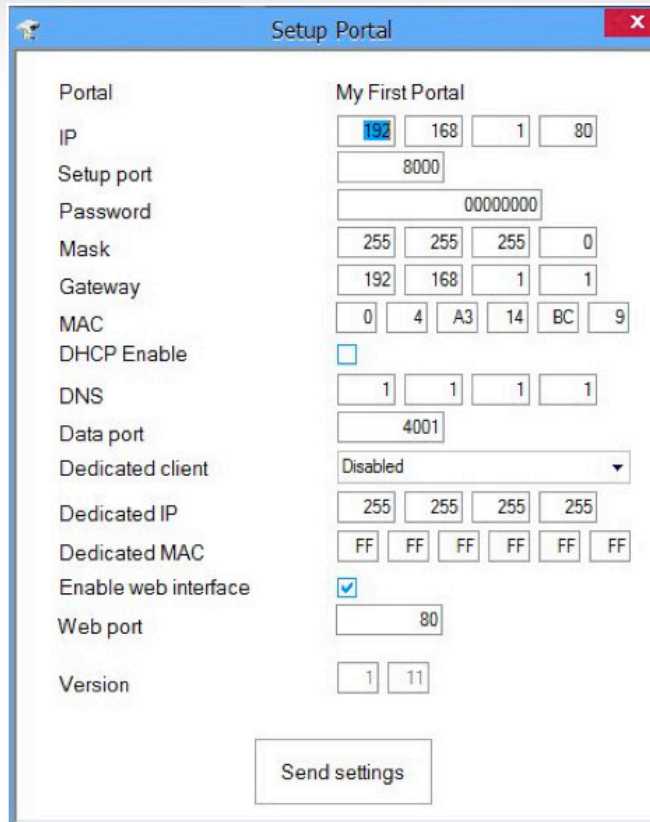 Setup Portal x
Portal My First Portal
IP 192 168 1 80
Setup port 8000
Password 00000000
Mask 255 255 255 0
Gateway 192 168 1 1
MAC 0 4 A3 14 BC 9
DHCP Enable
DNS 1 1 1 1
Data port 4001
Dedicated client Disabled
Dedicated IP 255 255 255 255
Dedicated MAC FF FF FF FF FF FF
Enable web interface
Web port 80
Version 1 11
Send settings